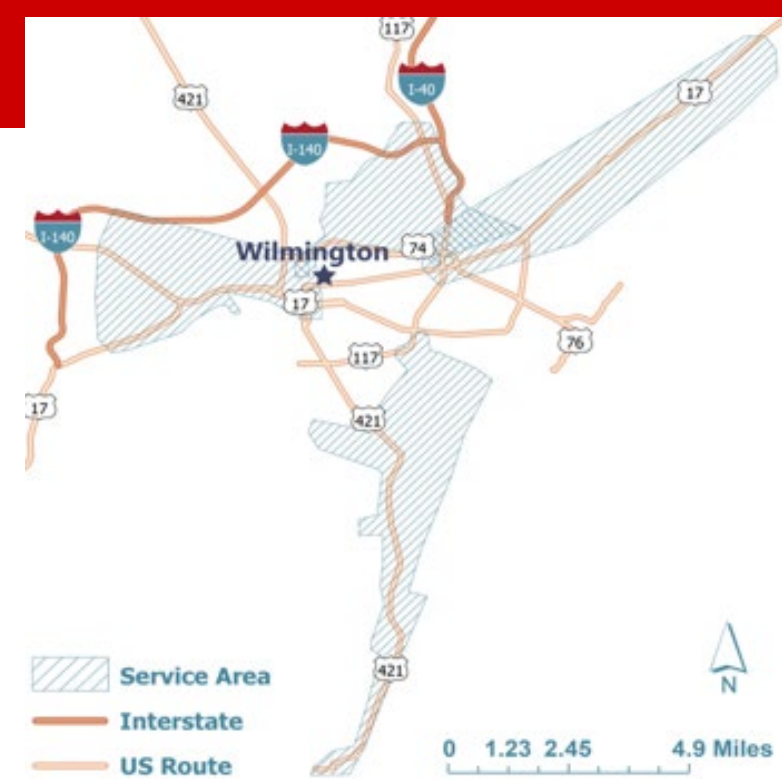 117
421
I-40
17
I-140
I-140
Wilmington
74
17
117
76
17
421
421
N
Service Area
Interstate
US Route
0 1.23 2.45 4.9 Miles